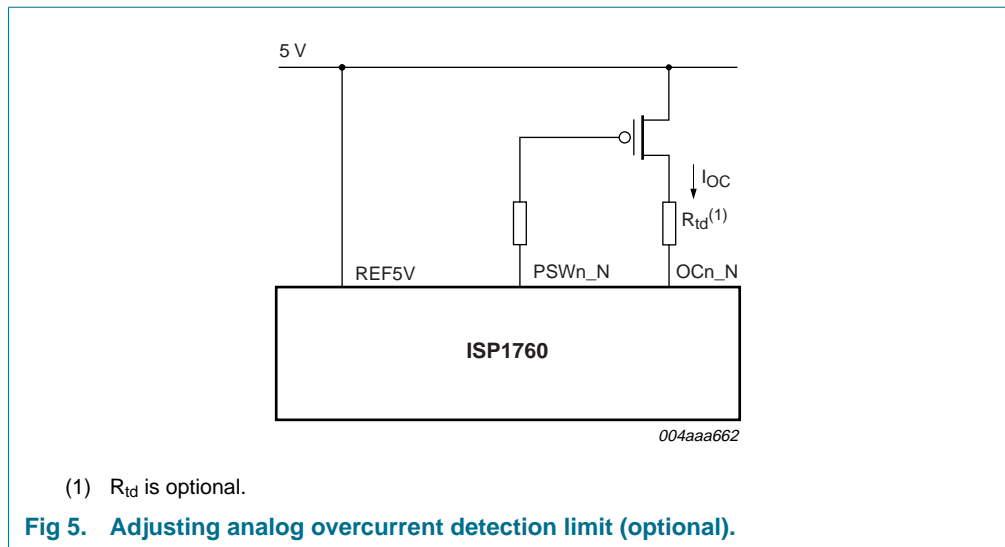 5 V
I_OC
R_td^(1)
REF5V PSWn_N OCn_N
ISP1760
004aaa662
(1) R_td is optional.
Fig 5. Adjusting analog overcurrent detection limit (optional).